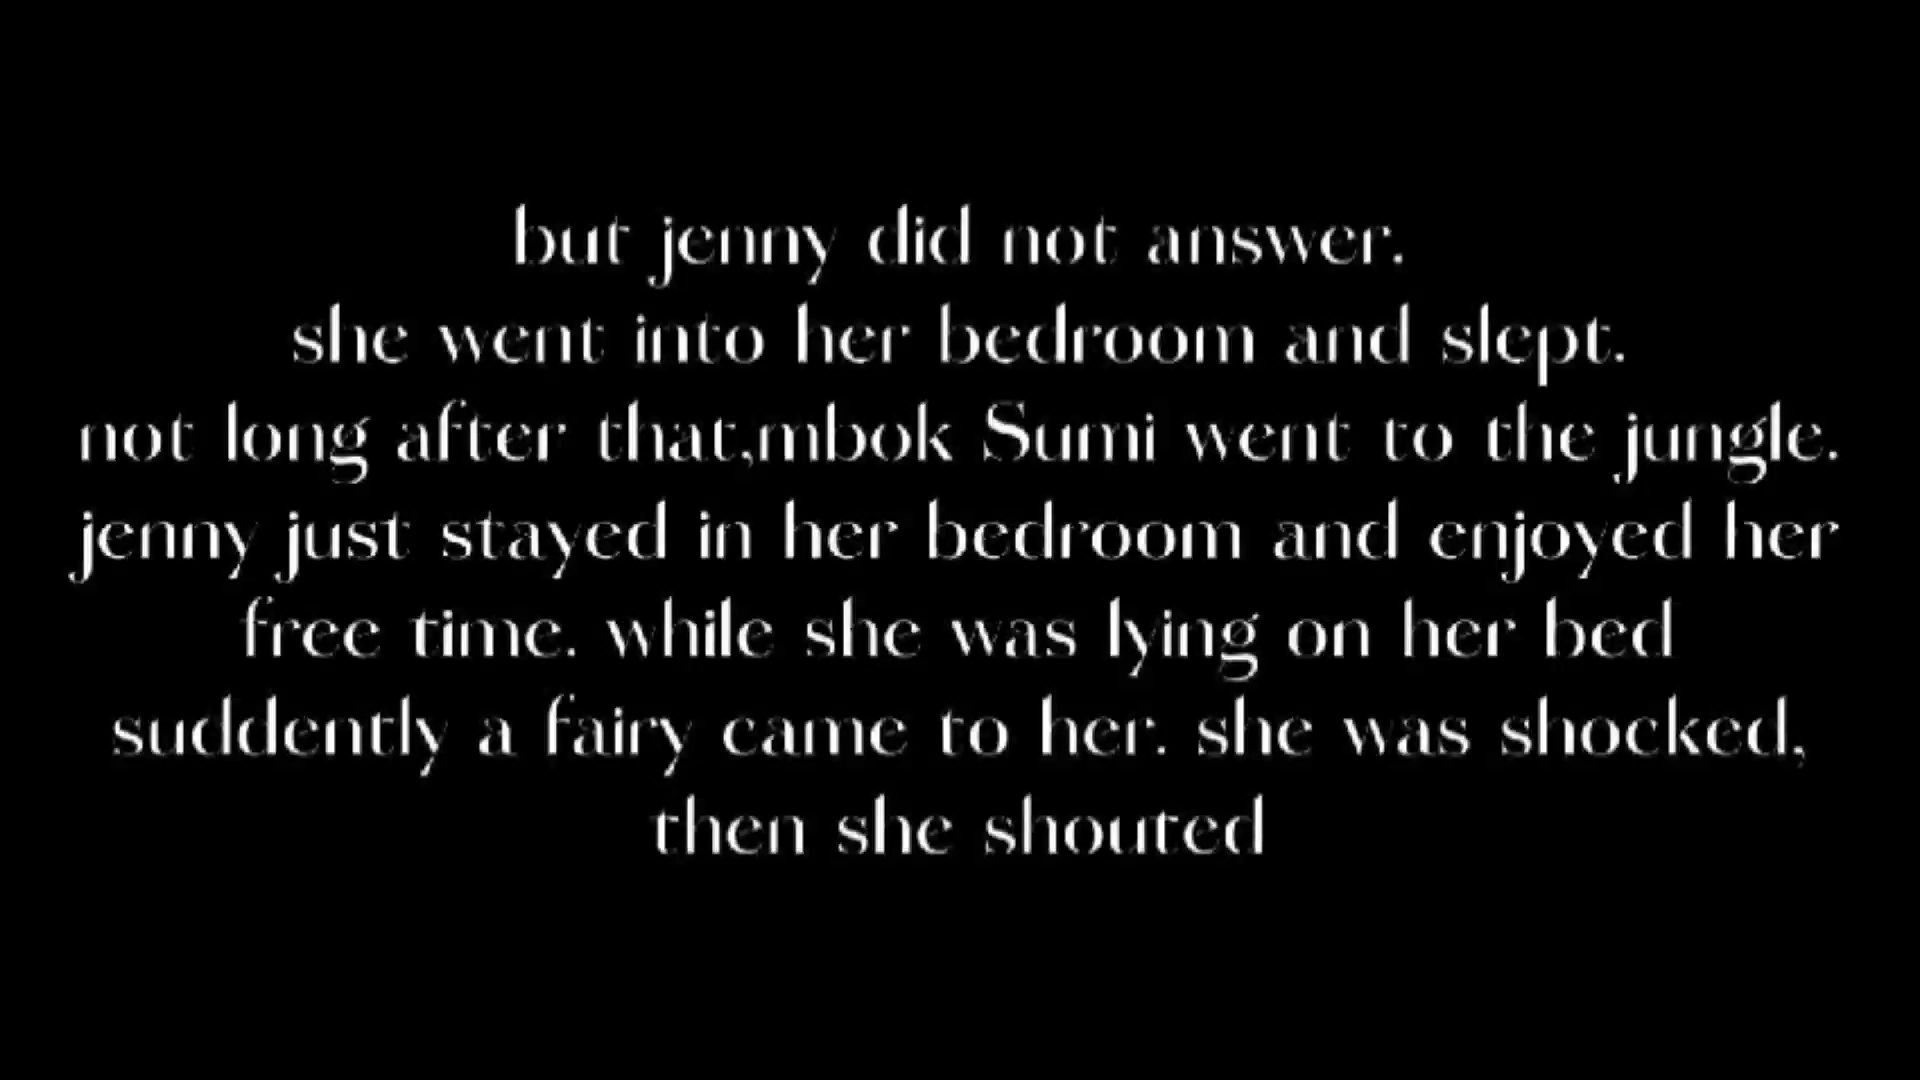 but jenny did not answer.
she went into her bedroom and slept.
not long after that,mbok Sumi went to the jungle.
jenny just stayed in her bedroom and enjoyed her
free time. while she was lying on her bed
suddently a fairy came to her. she was shocked,
then she shouted